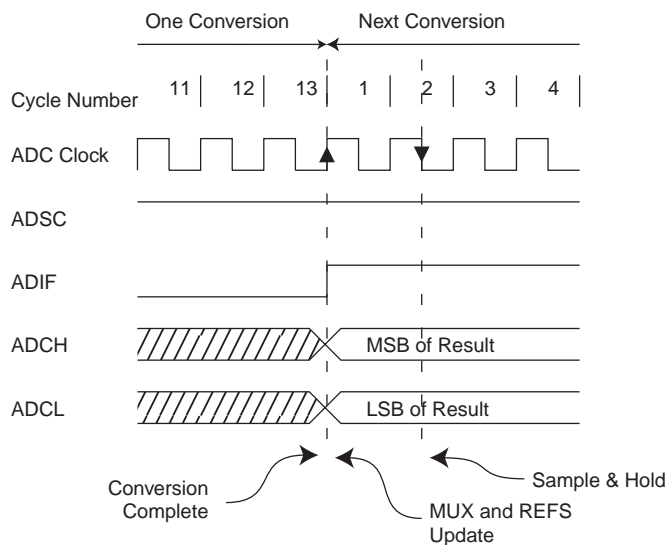 One Conversion Next Conversion
Cycle Number 11 12 13 1 2 3 4
ADC Clock
ADSC
ADIF
ADCH MSB of Result
ADCL LSB of Result
Conversion
Complete
MUX and REFS
Update
Sample & Hold